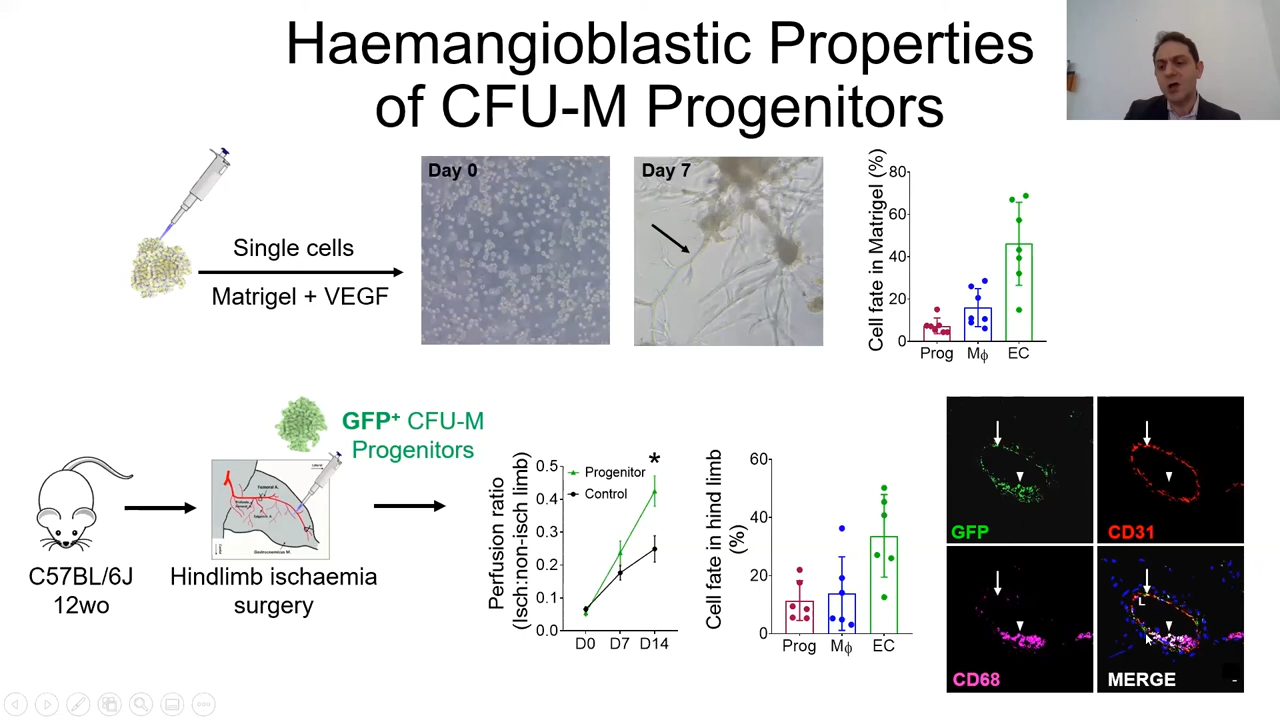 Haemangioblastic Properties
of CFU-M Progenitors
Single cells
Matrigel + VEGF
Day 0
Day 7
Cell fate in Matrigel (%)
80
60
40
20
0
Prog
Mϕ
EC
GFP⁺ CFU-M
Progenitors
C57BL/6J
12wo
Hindlimb ischaemia
surgery
Perfusion ratio
(Isch:non-isch limb)
0.5
0.4
0.3
0.2
0.1
0.0
Progenitor
Control
*
D0
D7
D14
Cell fate in hind limb
(%)
60
40
20
0
Prog
Mϕ
EC
GFP
CD31
CD68
L
MERGE